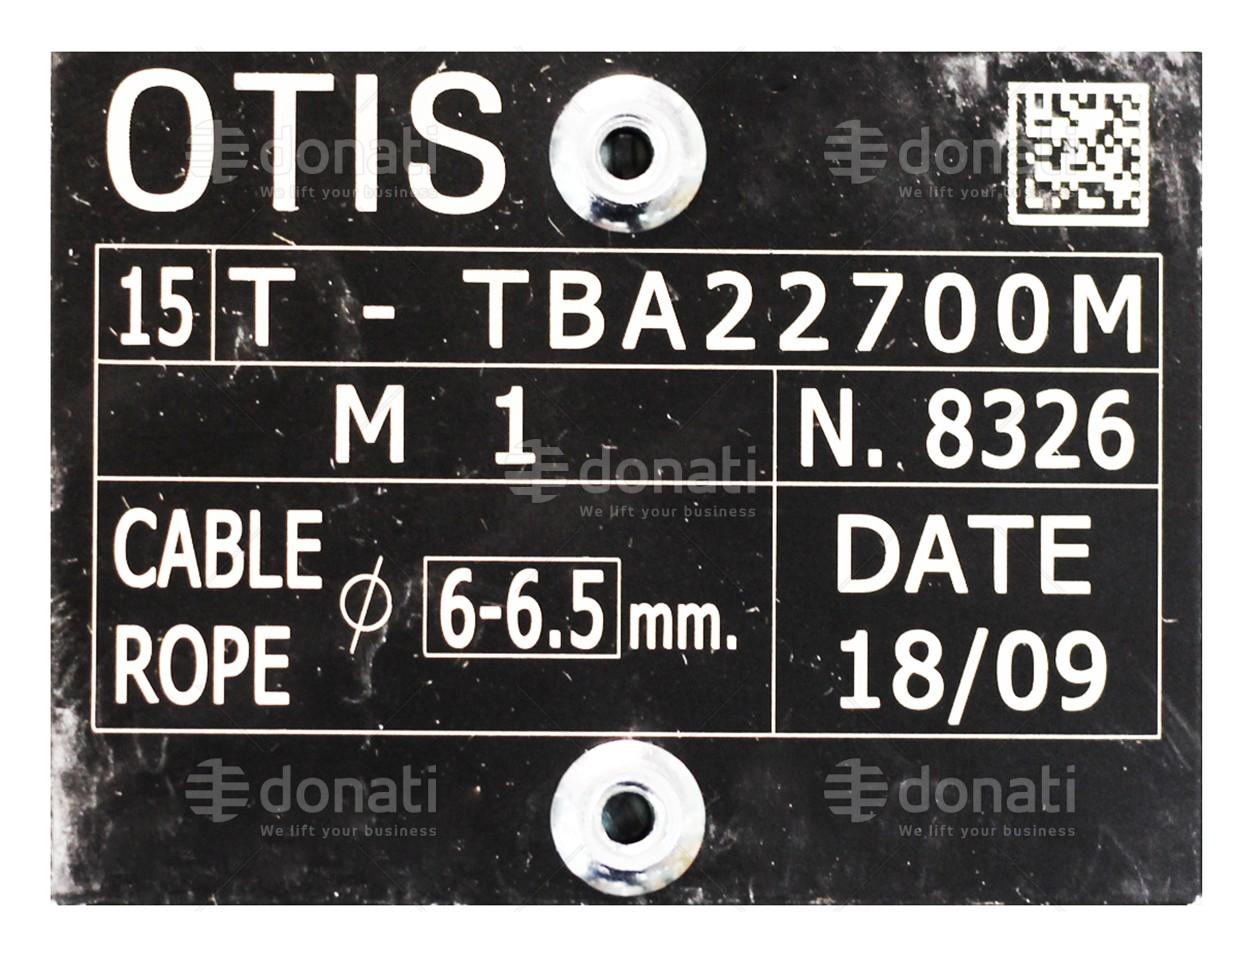 OTIS
15 T - TBA22700M
M 1 N. 8326
CABLE
ROPE
ϕ 6-6.5 mm.
DATE
18/09
donati
We lift your business
donati
We lift your business
donati
We lift your business
donati
We lift your business
donati
We lift your business